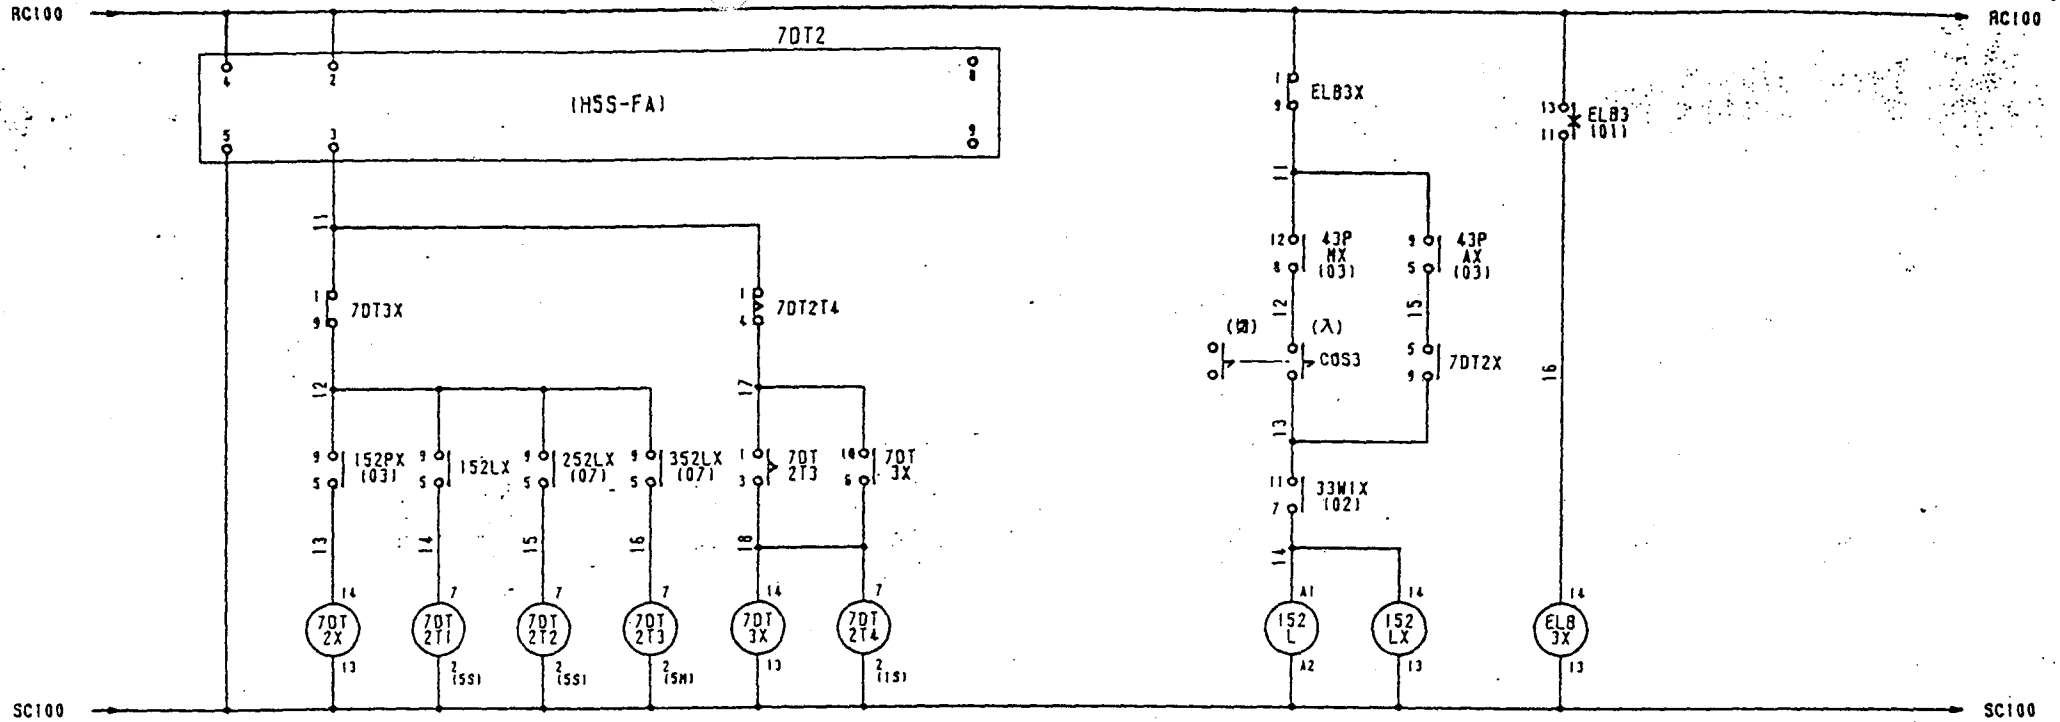 RC100
RC100
7DT2
4
2
8
(H5S-FA)
5
3
9
1
9
ELB3X
13
11
ELB3
(01)
11
11
12
8
43P
MX
(03)
9
5
43P
AX
(03)
1
9
7DT3X
1
4
7DT2T4
12
15
(切)
(入)
COS3
5
9
7DT2X
16
12
17
13
9
5
152PX
(03)
9
5
152LX
9
5
252LX
(07)
9
5
352LX
(07)
1
3
7DT
2T3
10
6
7DT
3X
11
7
33W1X
(02)
13
14
15
16
18
14
14
7
7
7
14
7
A1
14
14
7DT
2X
7DT
2T1
7DT
2T2
7DT
2T3
7DT
3X
7DT
2T4
152
L
152
LX
ELB
3X
13
2
(5S)
2
(5S)
2
(5M)
13
2
(1S)
A2
13
13
SC100
SC100